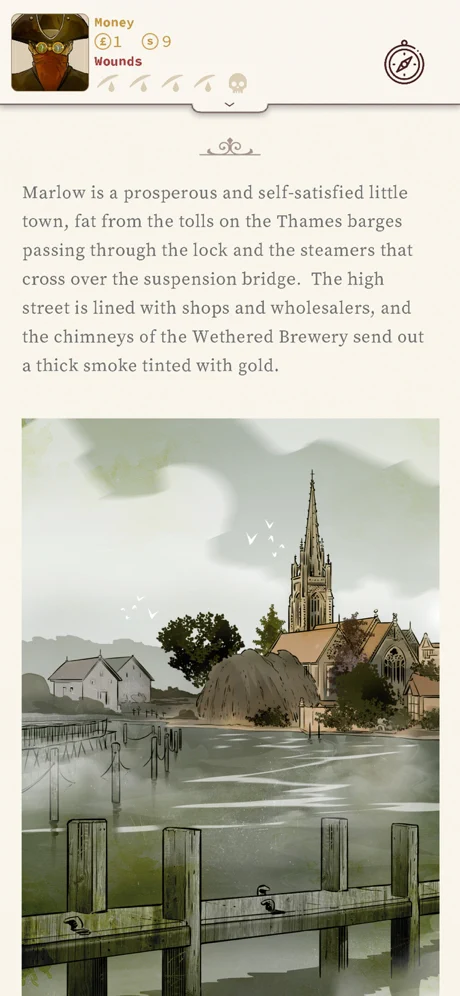 Money
£1 s9
Wounds
Marlow is a prosperous and self-satisfied little
town, fat from the tolls on the Thames barges
passing through the lock and the steamers that
cross over the suspension bridge.  The high
street is lined with shops and wholesalers, and
the chimneys of the Wethered Brewery send out
a thick smoke tinted with gold.